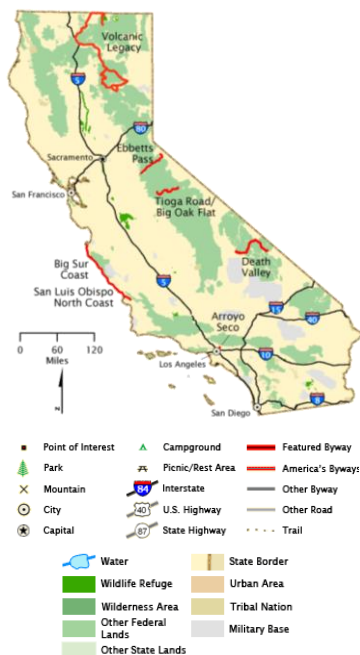 Volcanic
Legacy
5
80
Sacramento
Ebbetts
Pass
San Francisco
Tioga Road/
Big Oak Flat
Death
Valley
Big Sur
Coast
5
San Luis Obispo
North Coast
15
40
Arroyo
Seco
0 60 120
Miles
Los Angeles
10
San Diego
8
N
Point of Interest
Campground
Featured Byway
Park
Picnic/Rest Area
America's Byways
Mountain
84
Interstate
Other Byway
City
40
U.S. Highway
Other Road
Capital
87
State Highway
Trail
Water
State Border
Wildlife Refuge
Urban Area
Wilderness Area
Tribal Nation
Other Federal
Lands
Military Base
Other State Lands